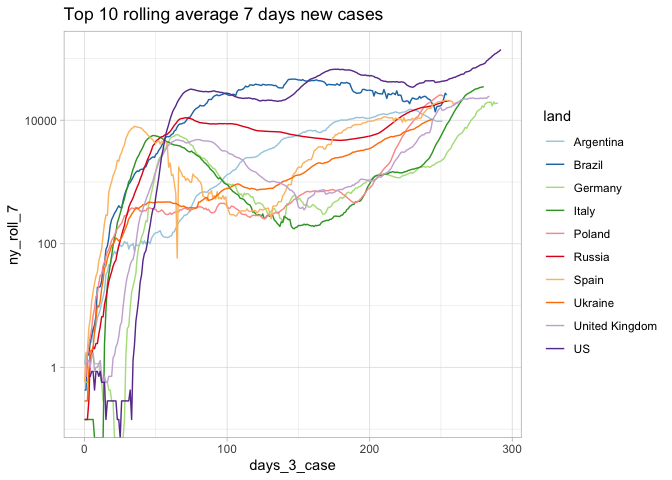 Top 10 rolling average 7 days new cases
ny_roll_7
10000
100
1
0
100
200
300
days_3_case
land
Argentina
Brazil
Germany
Italy
Poland
Russia
Spain
Ukraine
United Kingdom
US